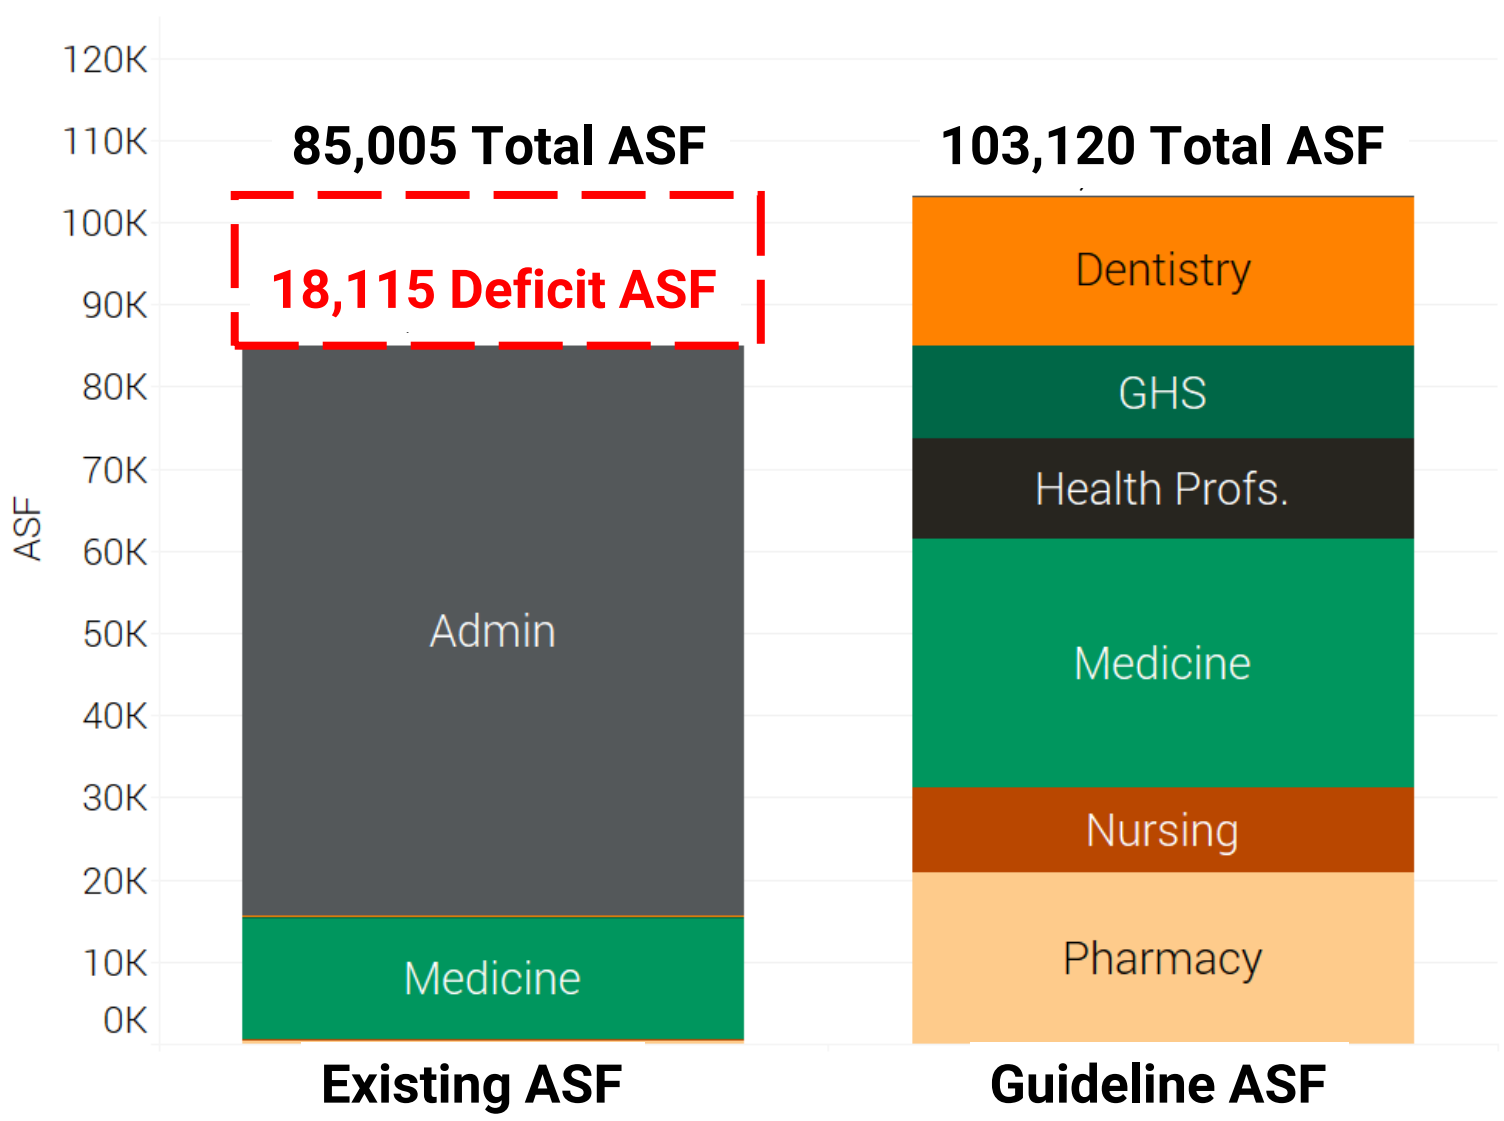 120K
110K
100K
90K
80K
70K
60K
50K
40K
30K
20K
10K
0K
ASF
85,005 Total ASF
18,115 Deficit ASF
Admin
Medicine
Existing ASF
103,120 Total ASF
Dentistry
GHS
Health Profs.
Medicine
Nursing
Pharmacy
Guideline ASF